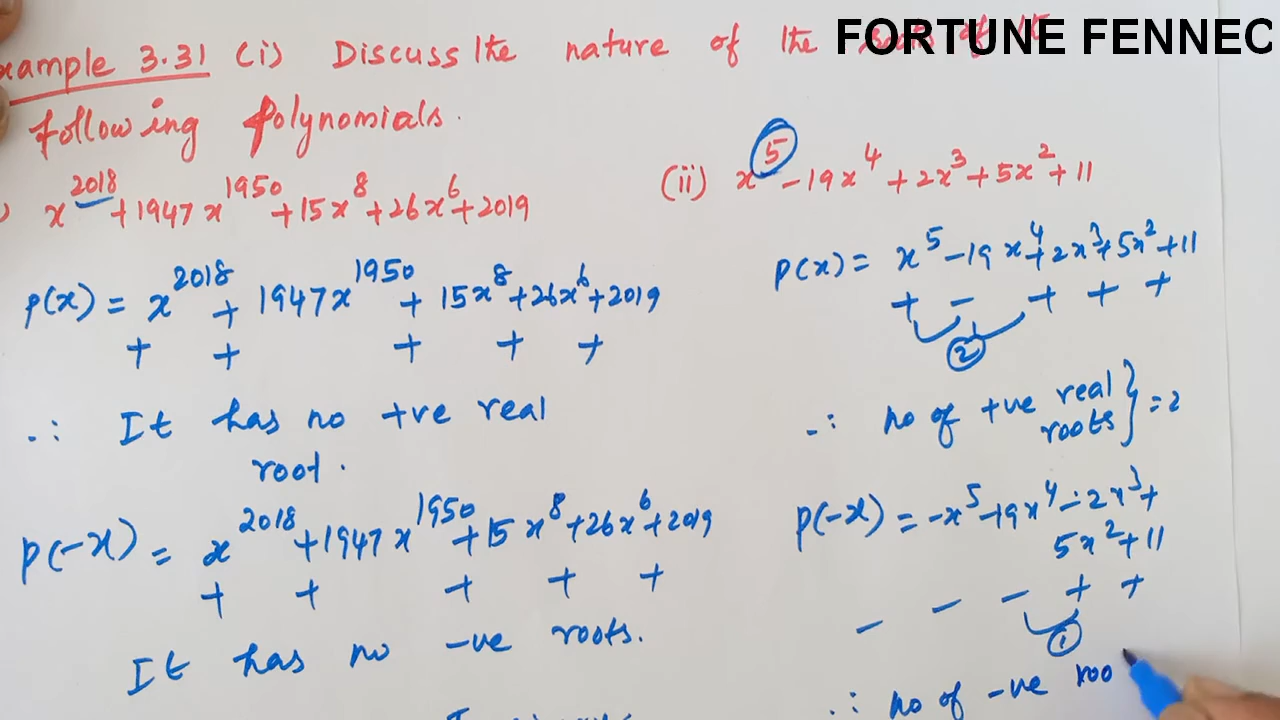 FORTUNE FENNEC
xample 3.31 (i) Discuss the nature of the
following Polynomials.
x^2018 + 1947x^1950 + 15x^8 + 26x^6 + 2019
p(x) = x^2018 + 1947x^1950 + 15x^8 + 26x^6 + 2019
+ + + + +
∴ It has no +ve real
root.
p(-x) = x^2018 + 1947x^1950 + 15x^8 + 26x^6 + 2019
+ + + + +
It has no -ve roots.
(ii) x^5 - 19x^4 + 2x^3 + 5x^2 + 11
p(x) = x^5 - 19x^4 + 2x^3 + 5x^2 + 11
+ - + + +
2
∴ no of +ve real
roots } = 2
p(-x) = -x^5 - 19x^4 - 2x^3 +
5x^2 + 11
- - - + +
1
∴ no of -ve roo